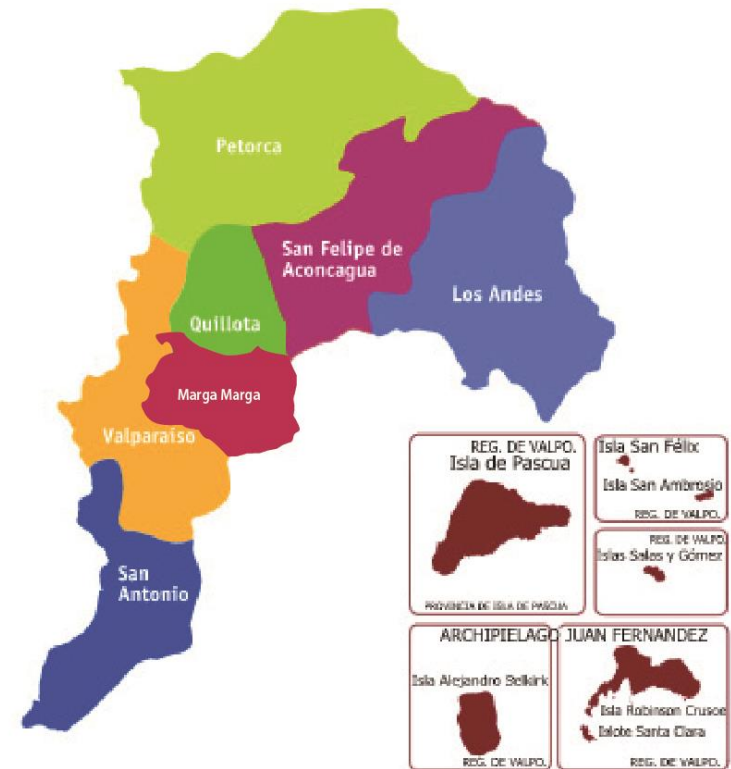 Petorca
San Felipe de
Aconcagua
Los Andes
Quillota
Marga Marga
Valparaíso
San
Antonio
REG. DE VALPO.
Isla de Pascua
PROVINCIA DE ISLA DE PASCUA
Isla San Félix
Isla San Ambrosio
REG. DE VALPO.
REG. DE VALPO.
Islas Salas y Gómez
ARCHIPIELAGO JUAN FERNANDEZ
Isla Alejandro Selkirk
REG. DE VALPO.
Isla Robinson Crusoe
Islote Santa Clara
REG. DE VALPO.